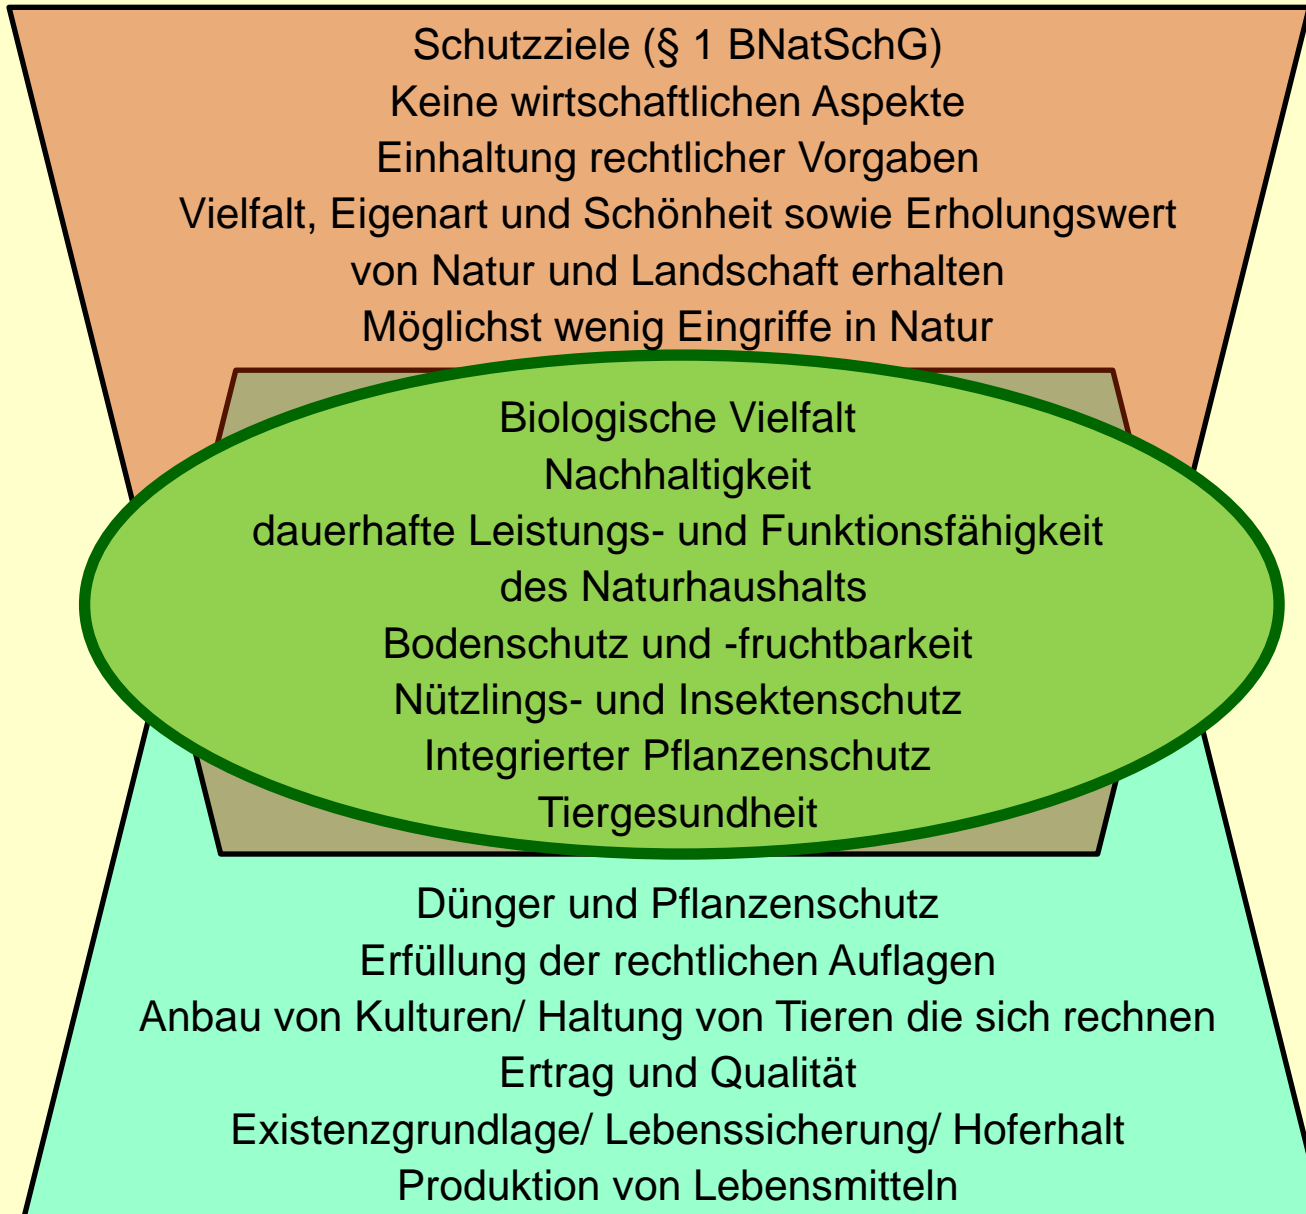 Schutzziele (§ 1 BNatSchG)
Keine wirtschaftlichen Aspekte
Einhaltung rechtlicher Vorgaben
Vielfalt, Eigenart und Schönheit sowie Erholungswert
von Natur und Landschaft erhalten
Möglichst wenig Eingriffe in Natur
Biologische Vielfalt
Nachhaltigkeit
dauerhafte Leistungs- und Funktionsfähigkeit
des Naturhaushalts
Bodenschutz und -fruchtbarkeit
Nützlings- und Insektenschutz
Integrierter Pflanzenschutz
Tiergesundheit
Dünger und Pflanzenschutz
Erfüllung der rechtlichen Auflagen
Anbau von Kulturen/ Haltung von Tieren die sich rechnen
Ertrag und Qualität
Existenzgrundlage/ Lebenssicherung/ Hoferhalt
Produktion von Lebensmitteln